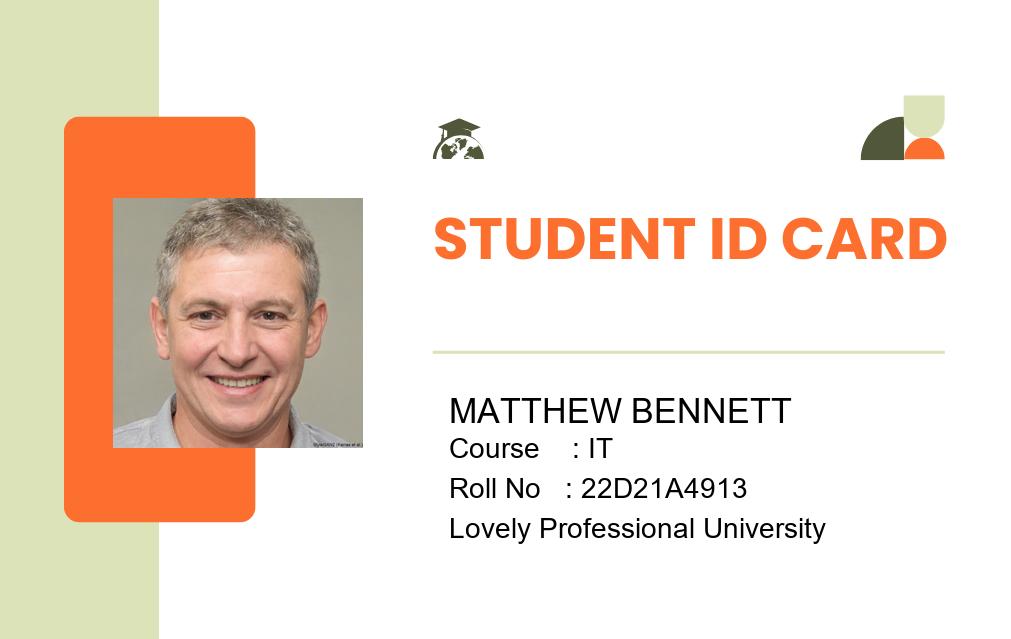 STUDENT ID CARD
MATTHEW BENNETT
Course : IT
Roll No : 22D21A4913
Lovely Professional University
StyleGAN2 (Karras et al.)